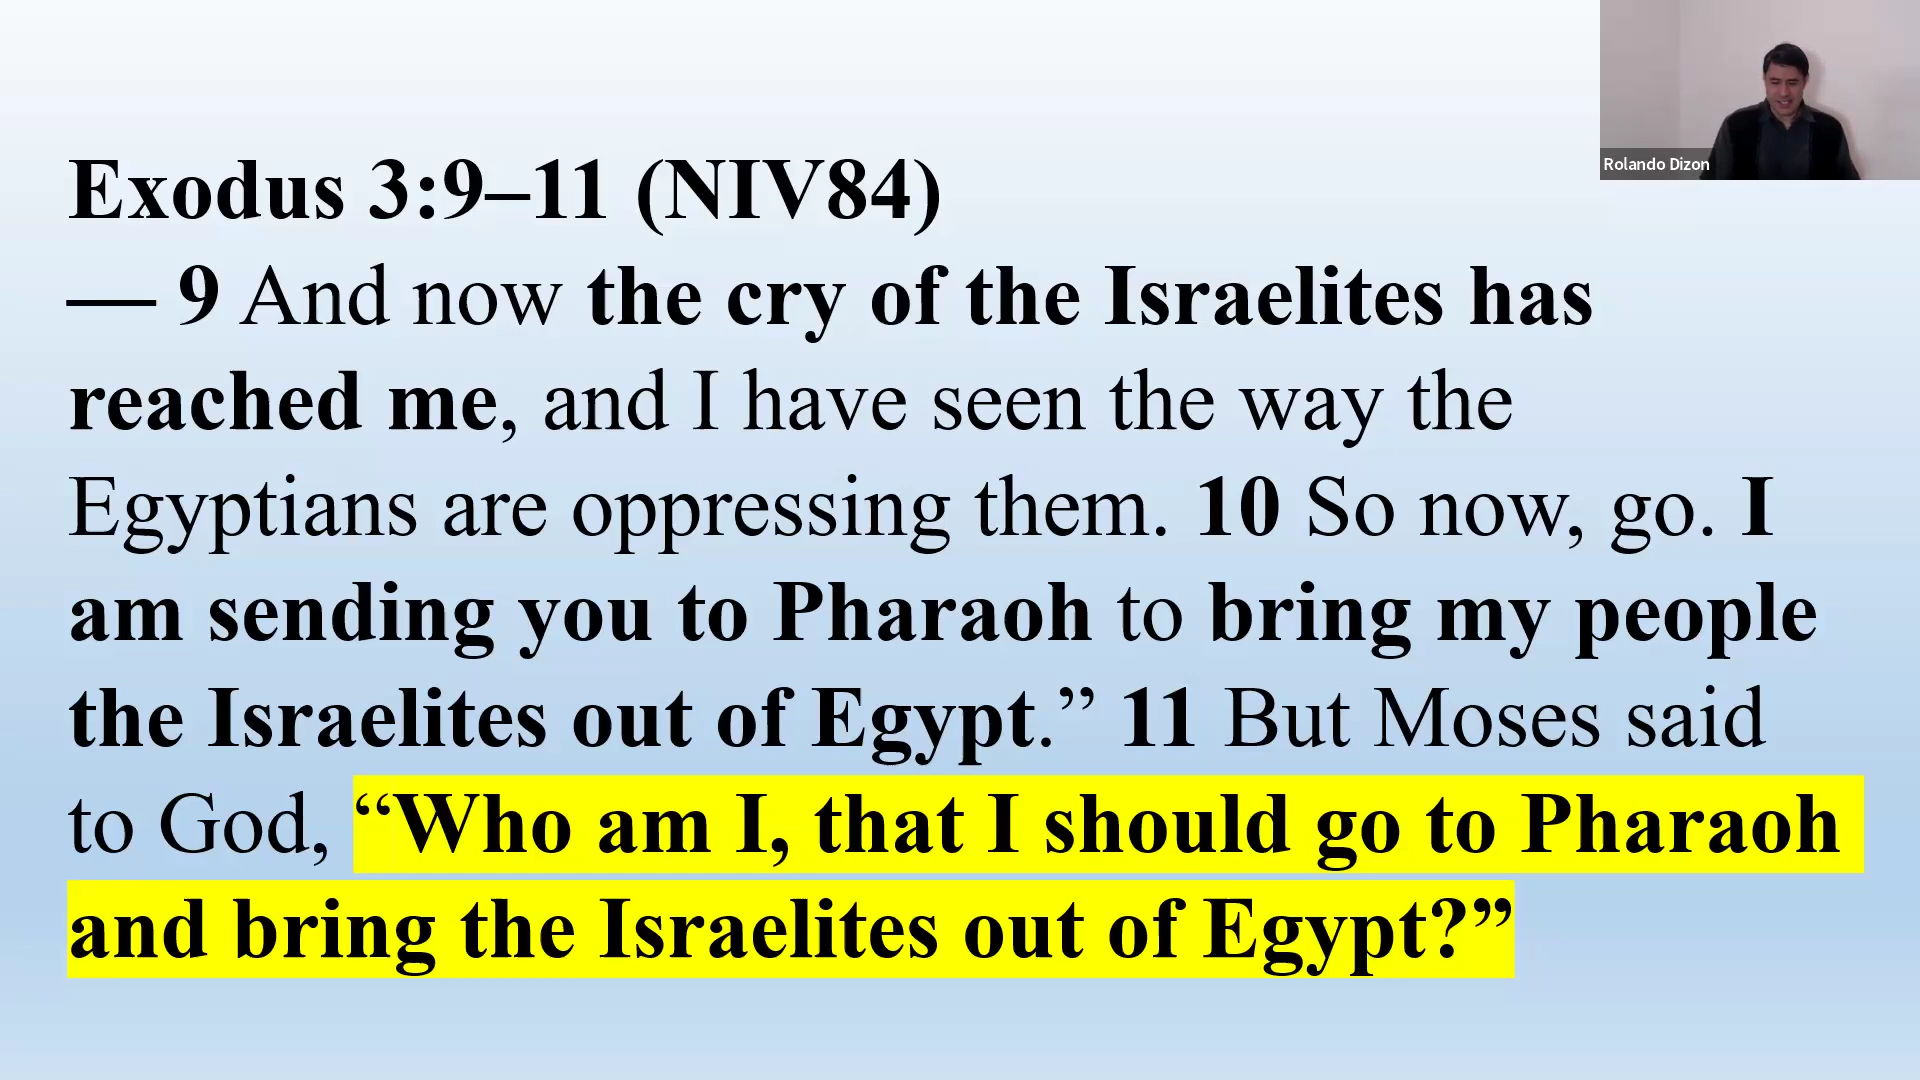 Rolando Dizon
Exodus 3:9–11 (NIV84)
— 9 And now the cry of the Israelites has
reached me, and I have seen the way the
Egyptians are oppressing them. 10 So now, go. I
am sending you to Pharaoh to bring my people
the Israelites out of Egypt.” 11 But Moses said
to God, “Who am I, that I should go to Pharaoh
and bring the Israelites out of Egypt?”